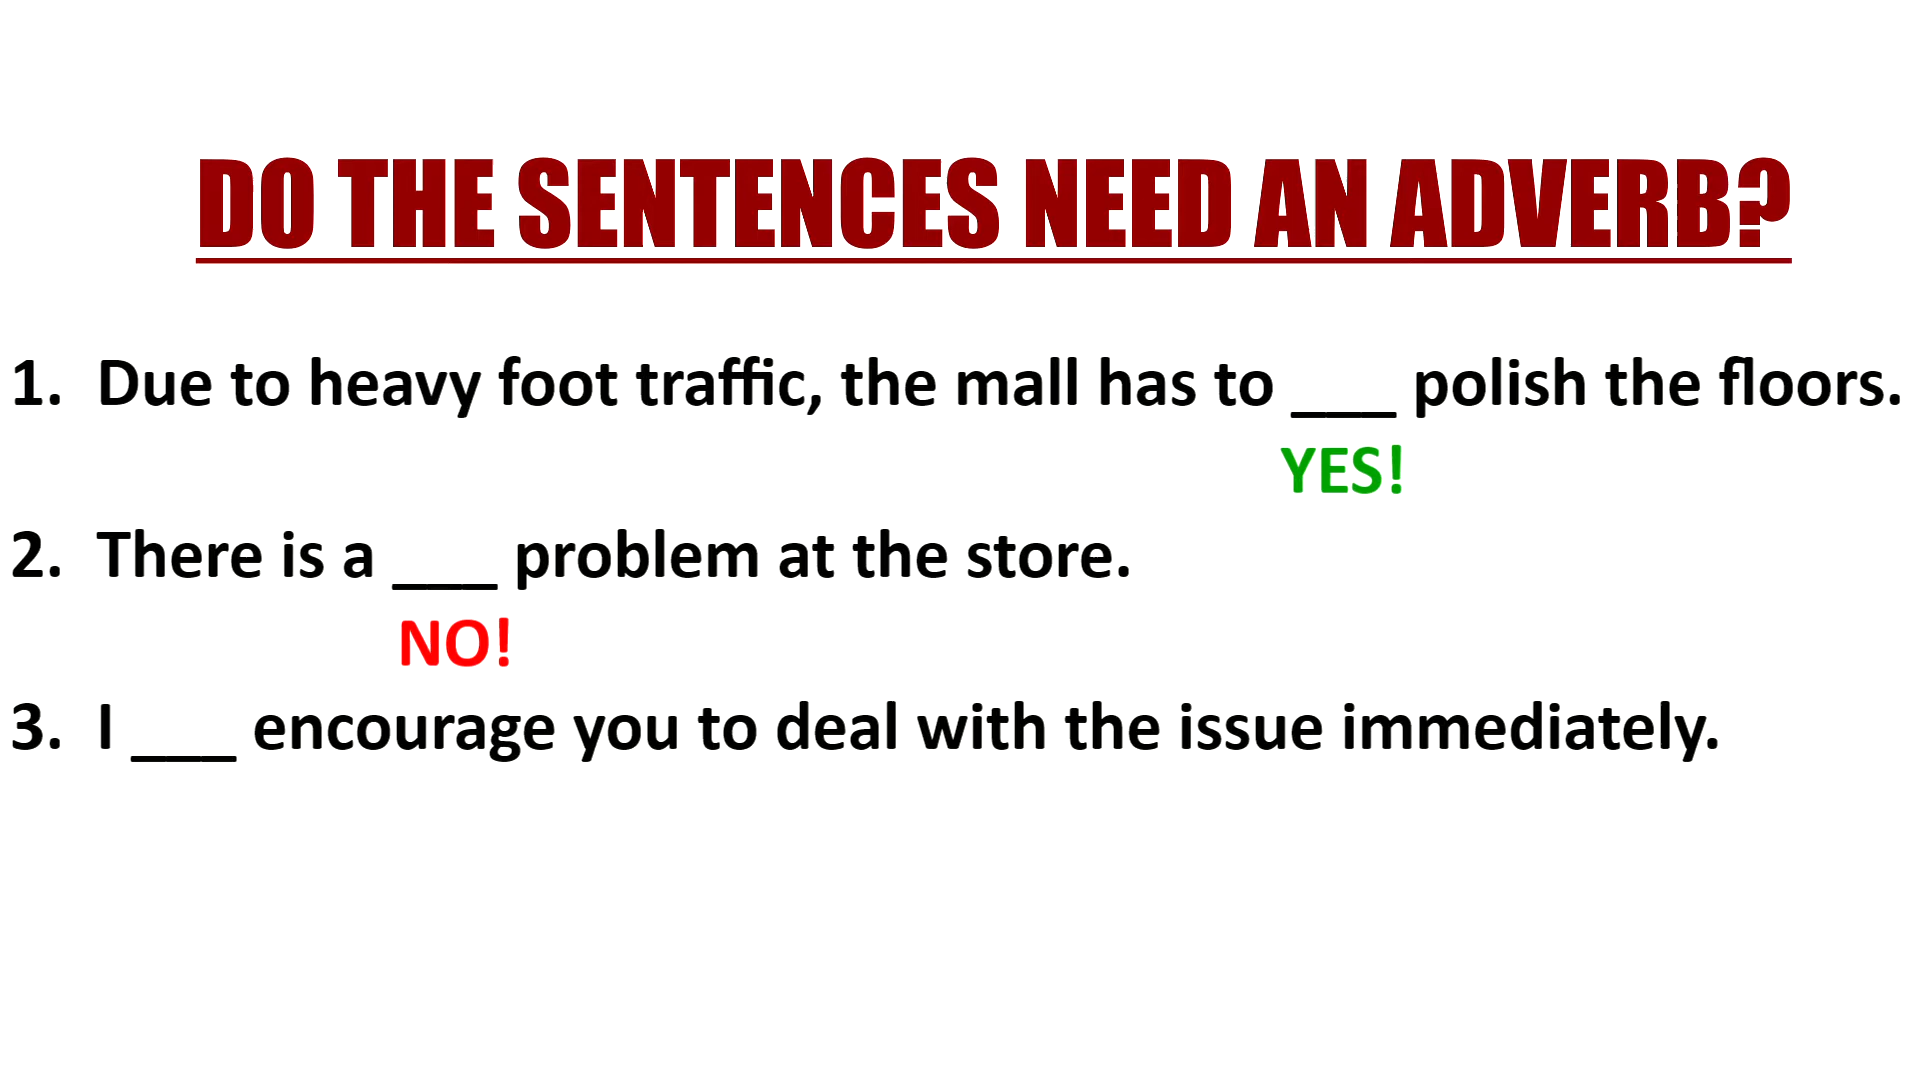 DO THE SENTENCES NEED AN ADVERB?
1. Due to heavy foot traffic, the mall has to ___ polish the floors.
YES!
2. There is a ___ problem at the store.
NO!
3. I ___ encourage you to deal with the issue immediately.